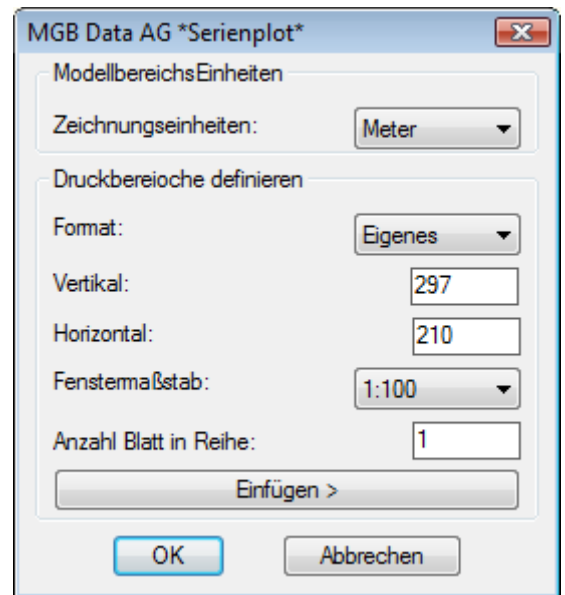 MGB Data AG *Serienplot*
ModellbereichsEinheiten
Zeichnungseinheiten: Meter
Druckbereioche definieren
Format: Eigenes
Vertikal: 297
Horizontal: 210
Fenstermaßstab: 1:100
Anzahl Blatt in Reihe: 1
Einfügen >
OK Abbrechen